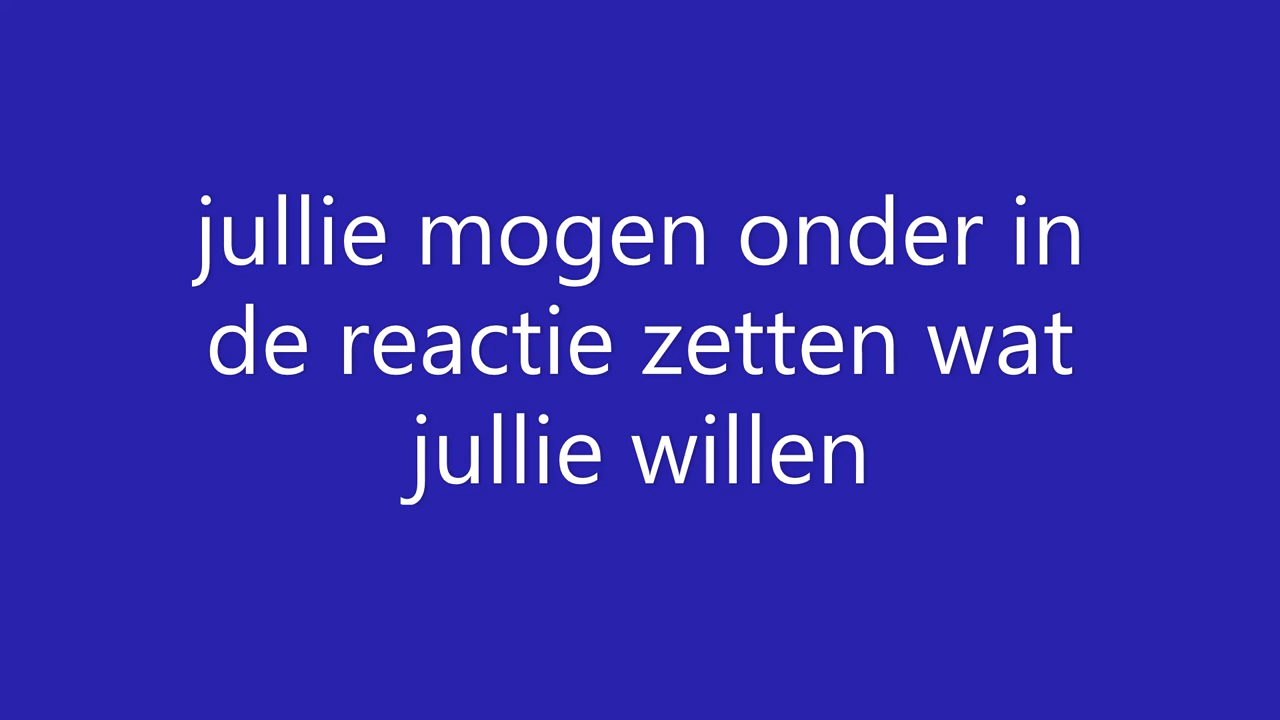 jullie mogen onder in
de reactie zetten wat
jullie willen